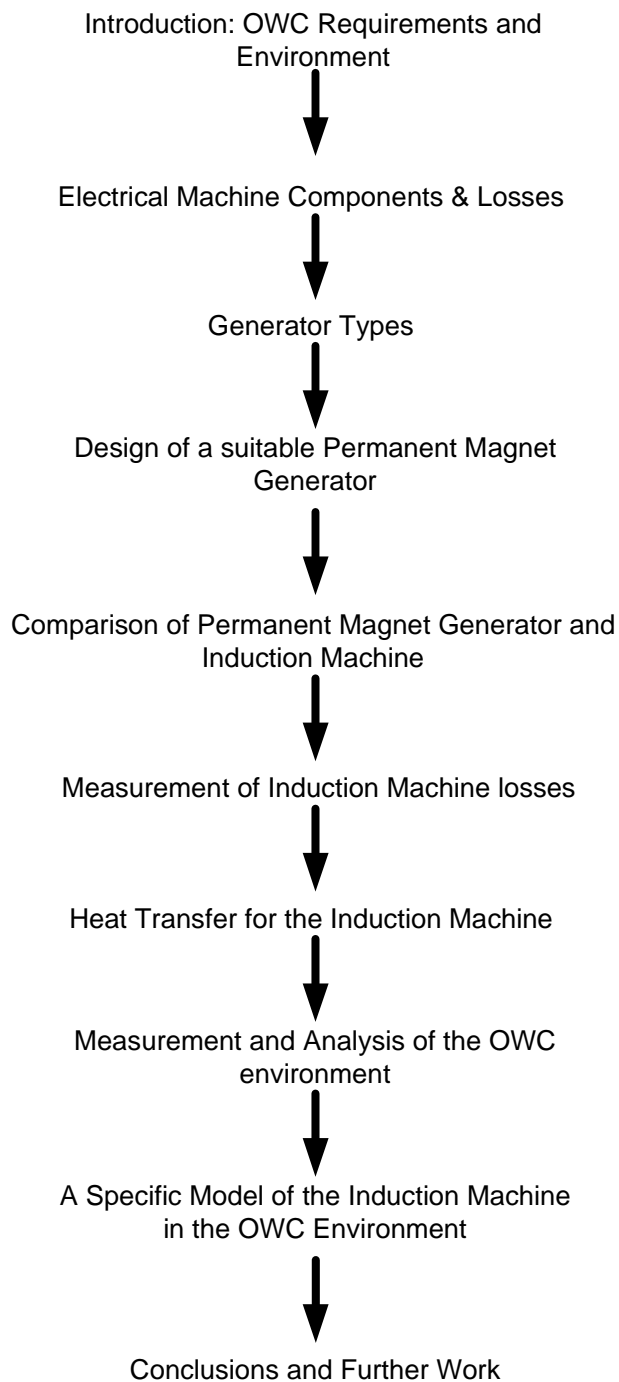 Introduction: OWC Requirements and
Environment
Electrical Machine Components & Losses
Generator Types
Design of a suitable Permanent Magnet
Generator
Comparison of Permanent Magnet Generator and
Induction Machine
Measurement of Induction Machine losses
Heat Transfer for the Induction Machine
Measurement and Analysis of the OWC
environment
A Specific Model of the Induction Machine
in the OWC Environment
Conclusions and Further Work